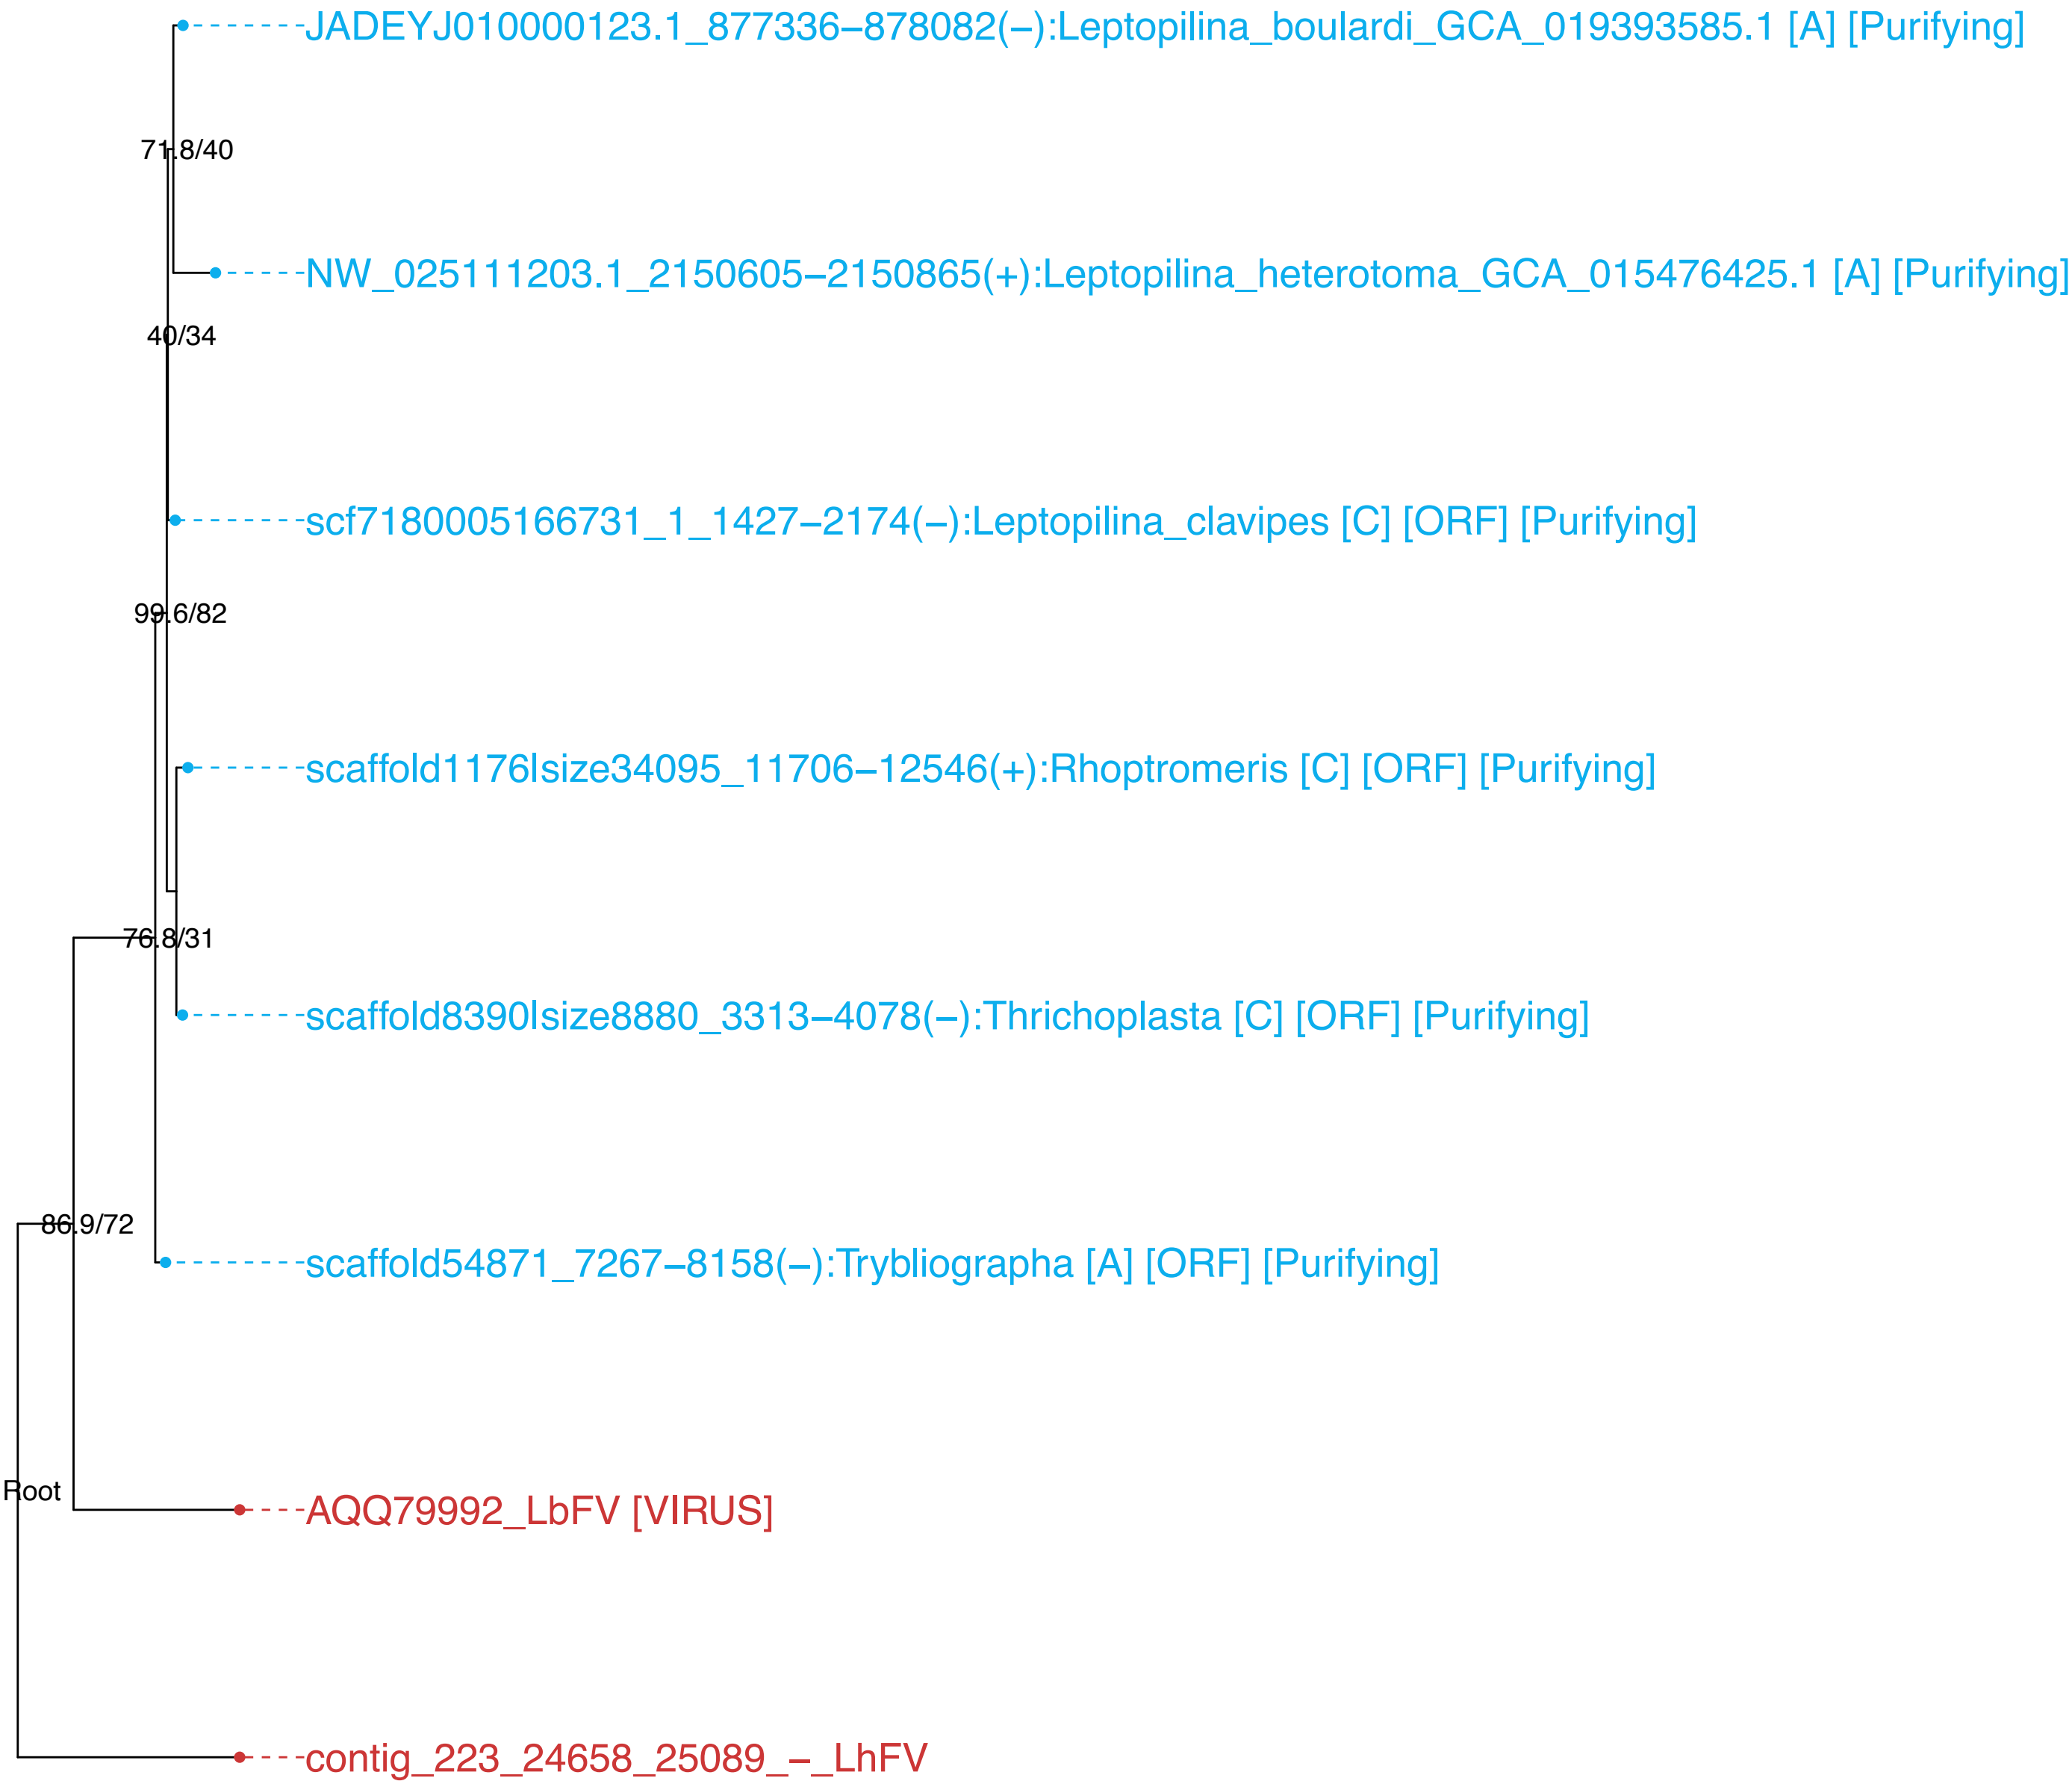 JADEYJ010000123.1_877336−878082(−):Leptopilina_boulardi_GCA_019393585.1 [A] [Purifying]
71.8/40
NW_025111203.1_2150605−2150865(+):Leptopilina_heterotoma_GCA_015476425.1 [A] [Purifying]
40/34
scf7180005166731_1_1427−2174(−):Leptopilina_clavipes [C] [ORF] [Purifying]
99.6/82
scaffold1176lsize34095_11706−12546(+):Rhoptromeris [C] [ORF] [Purifying]
76.8/31
scaffold8390lsize8880_3313−4078(−):Thrichoplasta [C] [ORF] [Purifying]
86.9/72
scaffold54871_7267−8158(−):Trybliographa [A] [ORF] [Purifying]
Root
AQQ79992_LbFV [VIRUS]
contig_223_24658_25089_−_LhFV